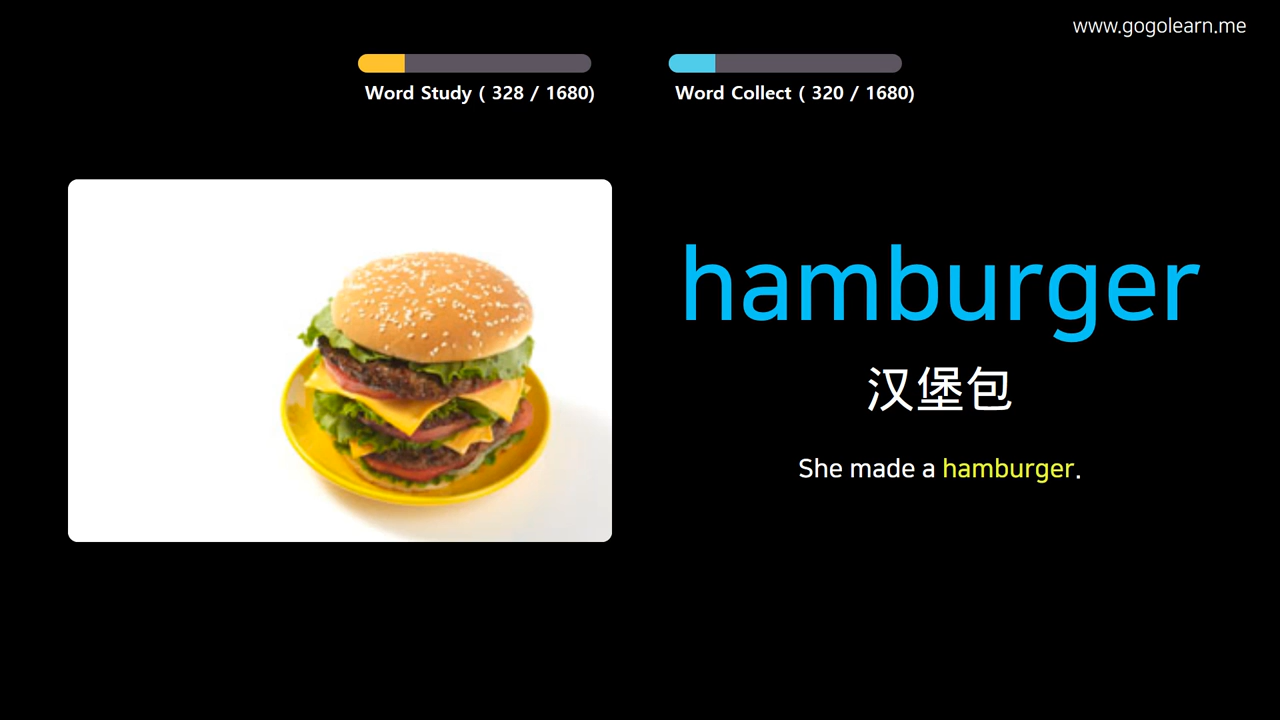 www.gogolearn.me
Word Study ( 328 / 1680)
Word Collect ( 320 / 1680)
hamburger
汉堡包
She made a hamburger.